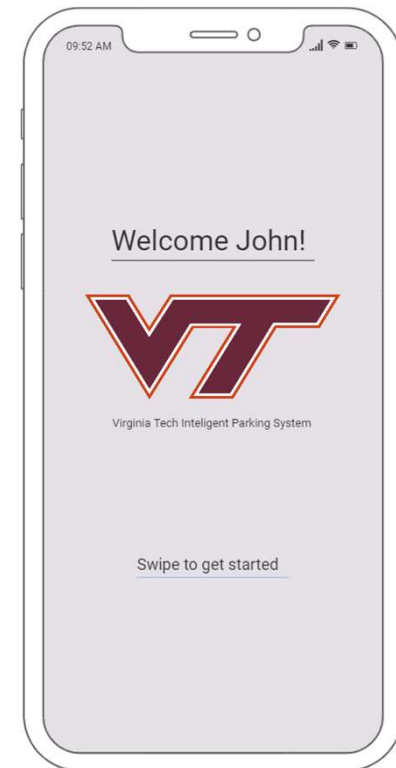 09:52 AM
Welcome John!
VT
Virginia Tech Inteligent Parking System
Swipe to get started